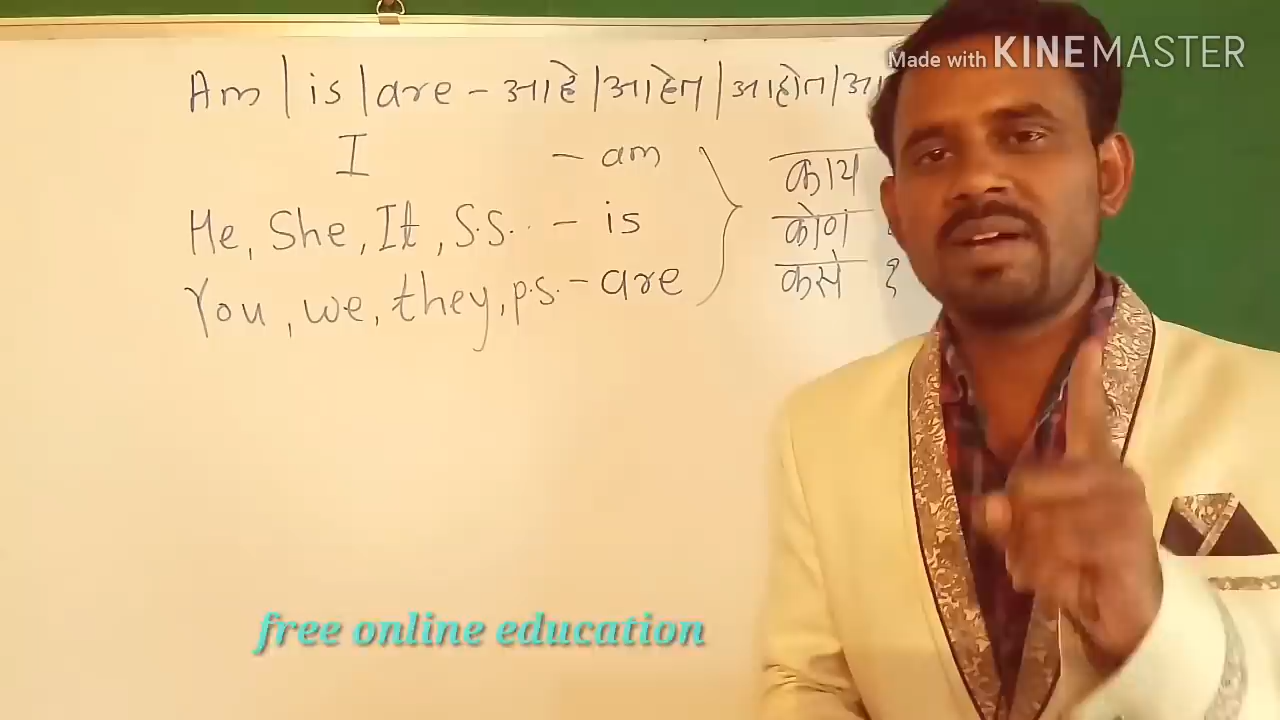 Made with KINEMASTER
Am | is | are - आहे | आहेत | आहोत | आ
I - am
He, She, It, S.S. - is
You, we, they, p.s. - are
काय
कोण
कसे ?
free online education